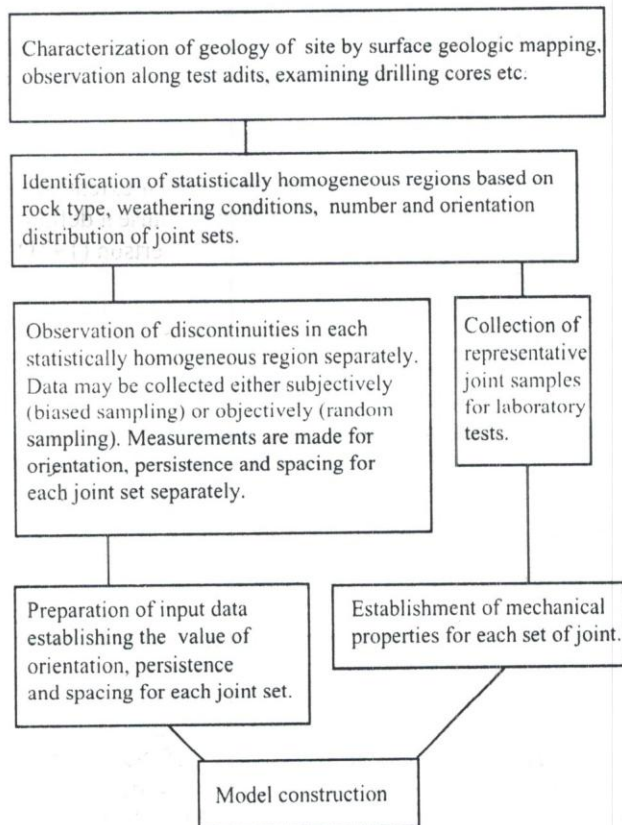 Characterization of geology of site by surface geologic mapping,
observation along test adits, examining drilling cores etc.
Identification of statistically homogeneous regions based on
rock type, weathering conditions, number and orientation
distribution of joint sets.
Observation of discontinuities in each
statistically homogeneous region separately.
Data may be collected either subjectively
(biased sampling) or objectively (random
sampling). Measurements are made for
orientation, persistence and spacing for
each joint set separately.
Collection of
representative
joint samples
for laboratory
tests.
Preparation of input data
establishing the value of
orientation, persistence
and spacing for each joint set.
Establishment of mechanical
properties for each set of joint.
Model construction